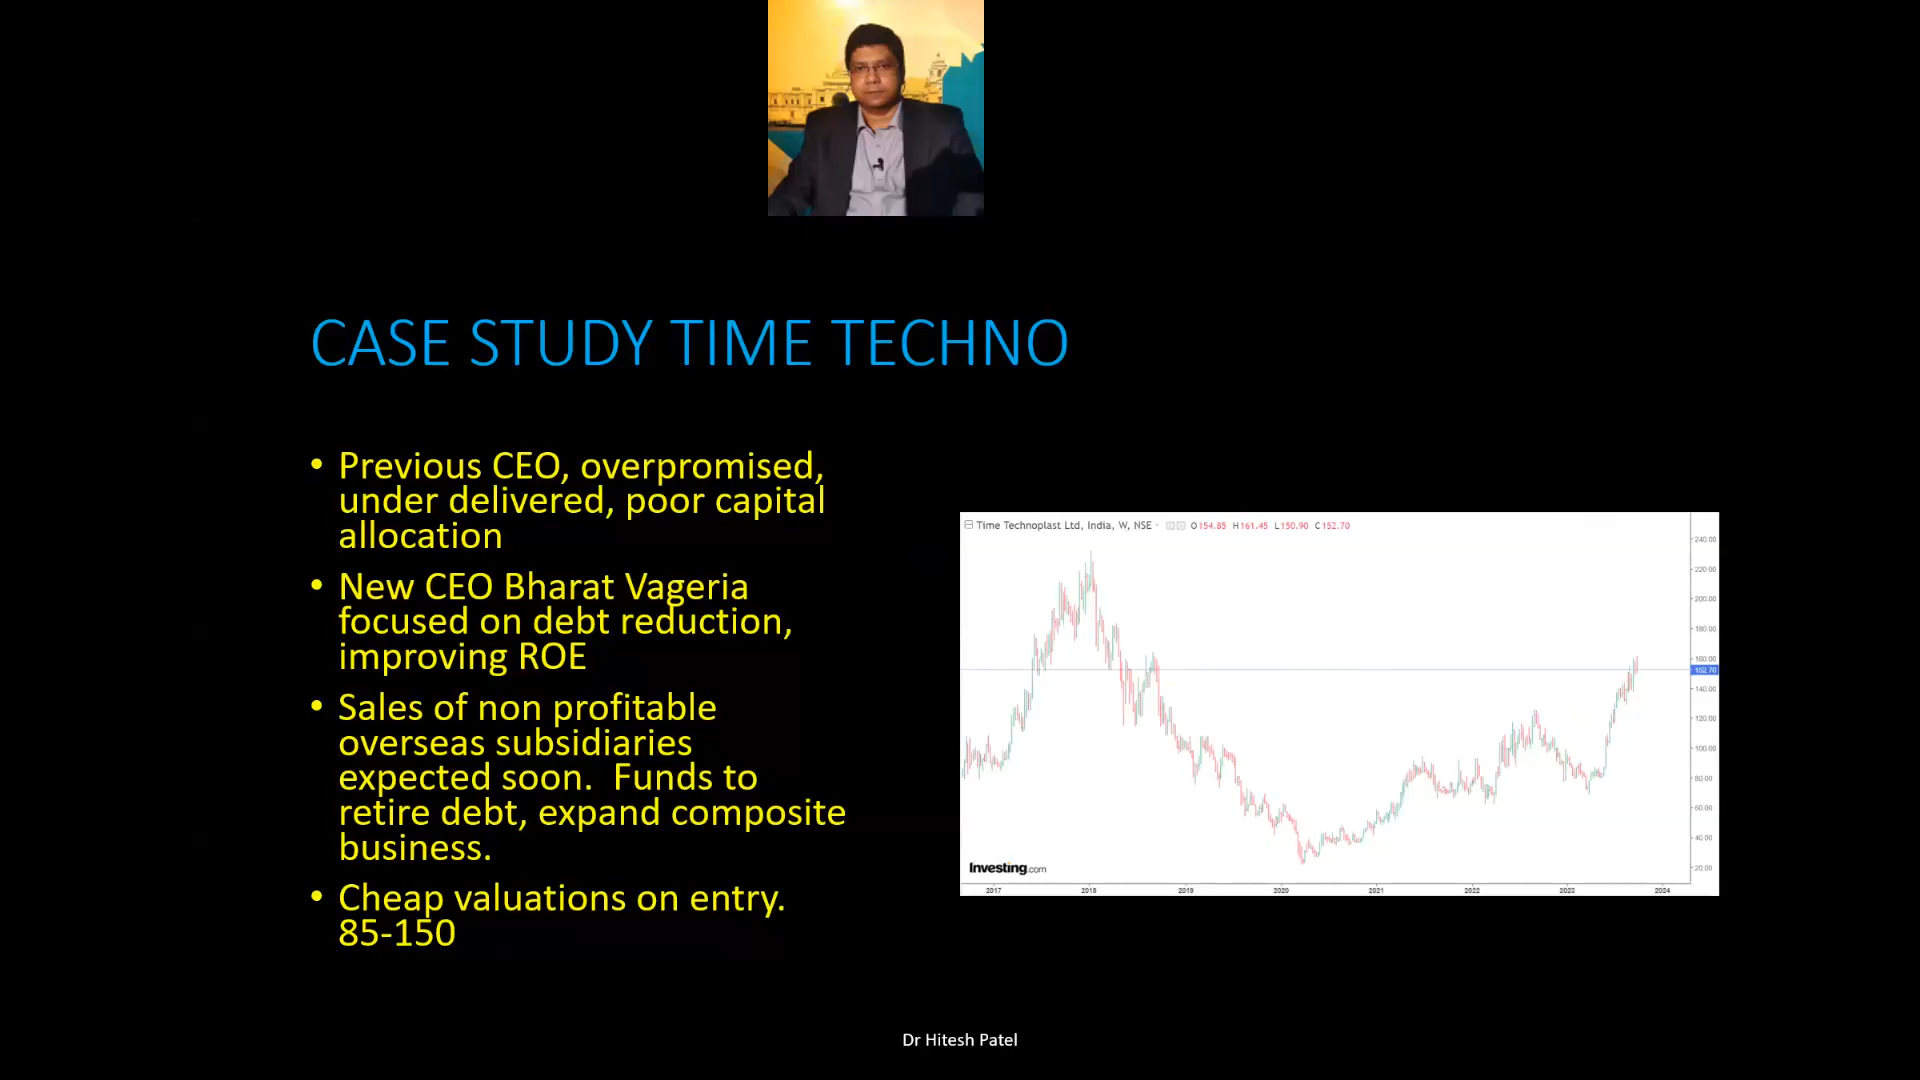 CASE STUDY TIME TECHNO
• Previous CEO, overpromised,
under delivered, poor capital
allocation
• New CEO Bharat Vageria
focused on debt reduction,
improving ROE
• Sales of non profitable
overseas subsidiaries
expected soon.  Funds to
retire debt, expand composite
business.
• Cheap valuations on entry.
85-150
Time Technoplast Ltd, India, W, NSE O154.85 H161.45 L150.90 C152.70
240.00
220.00
200.00
180.00
160.00
152.70
140.00
120.00
100.00
80.00
60.00
40.00
20.00
Investing.com
2017 2018 2019 2020 2021 2022 2023 2024
Dr Hitesh Patel